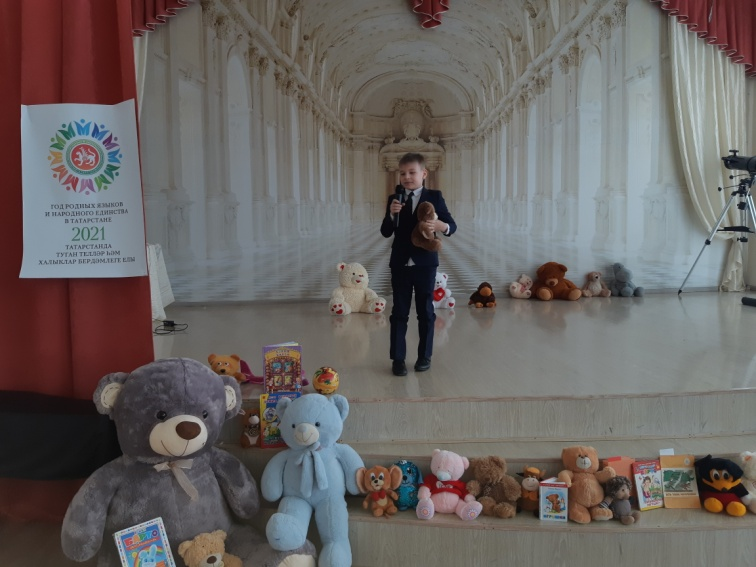 ГОД РОДНЫХ ЯЗЫКОВ
И НАРОДНОГО ЕДИНСТВА
В ТАТАРСТАНЕ
2021
ТАТАРСТАНДА
ТУГАН ТЕЛЛӘР ҺӘМ
ХАЛЫКЛАР БЕРДӘМЛЕГЕ ЕЛЫ